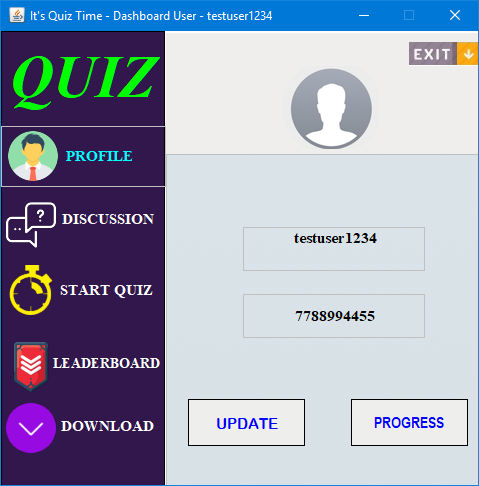 It's Quiz Time - Dashboard User - testuser1234
QUIZ
EXIT
PROFILE
DISCUSSION
START QUIZ
LEADERBOARD
DOWNLOAD
testuser1234
7788994455
UPDATE
PROGRESS